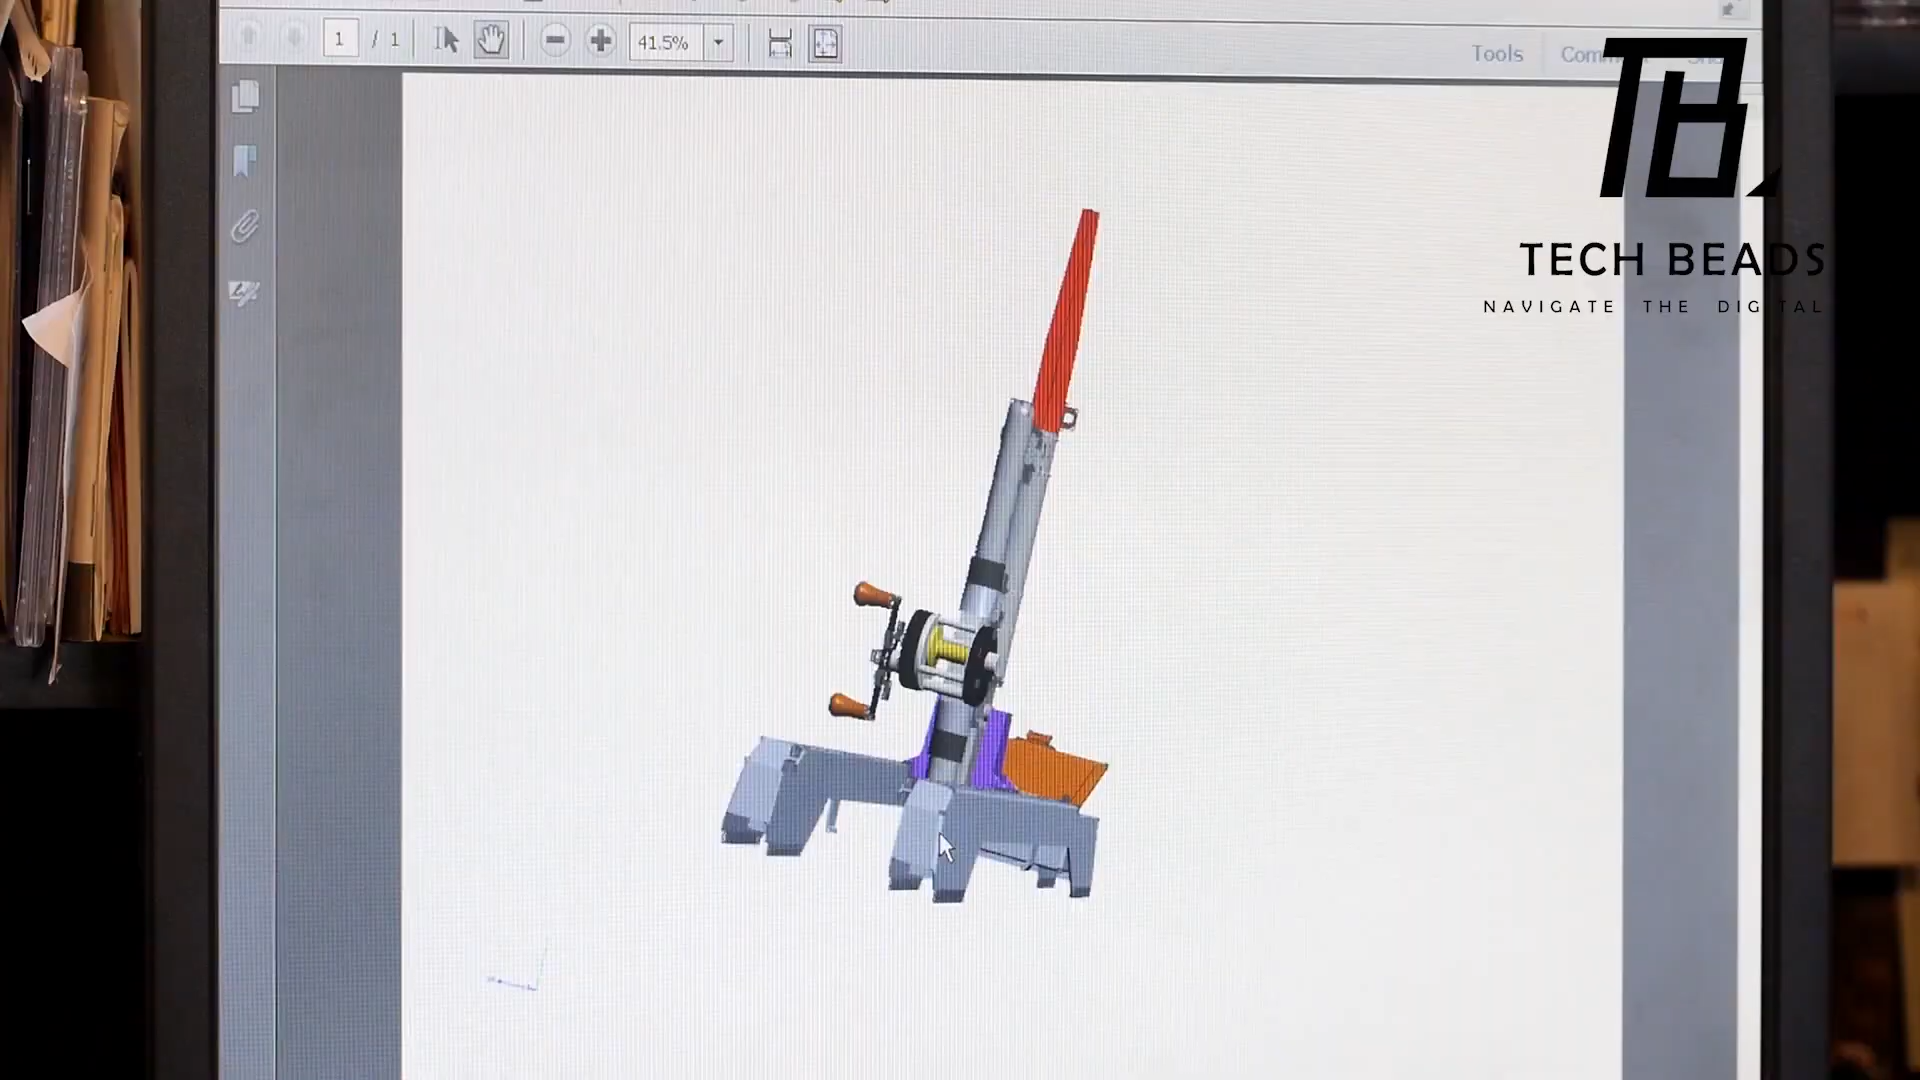 1 / 1
41.5%
Tools
TB
TECH BEADS
NAVIGATE THE DIGITAL